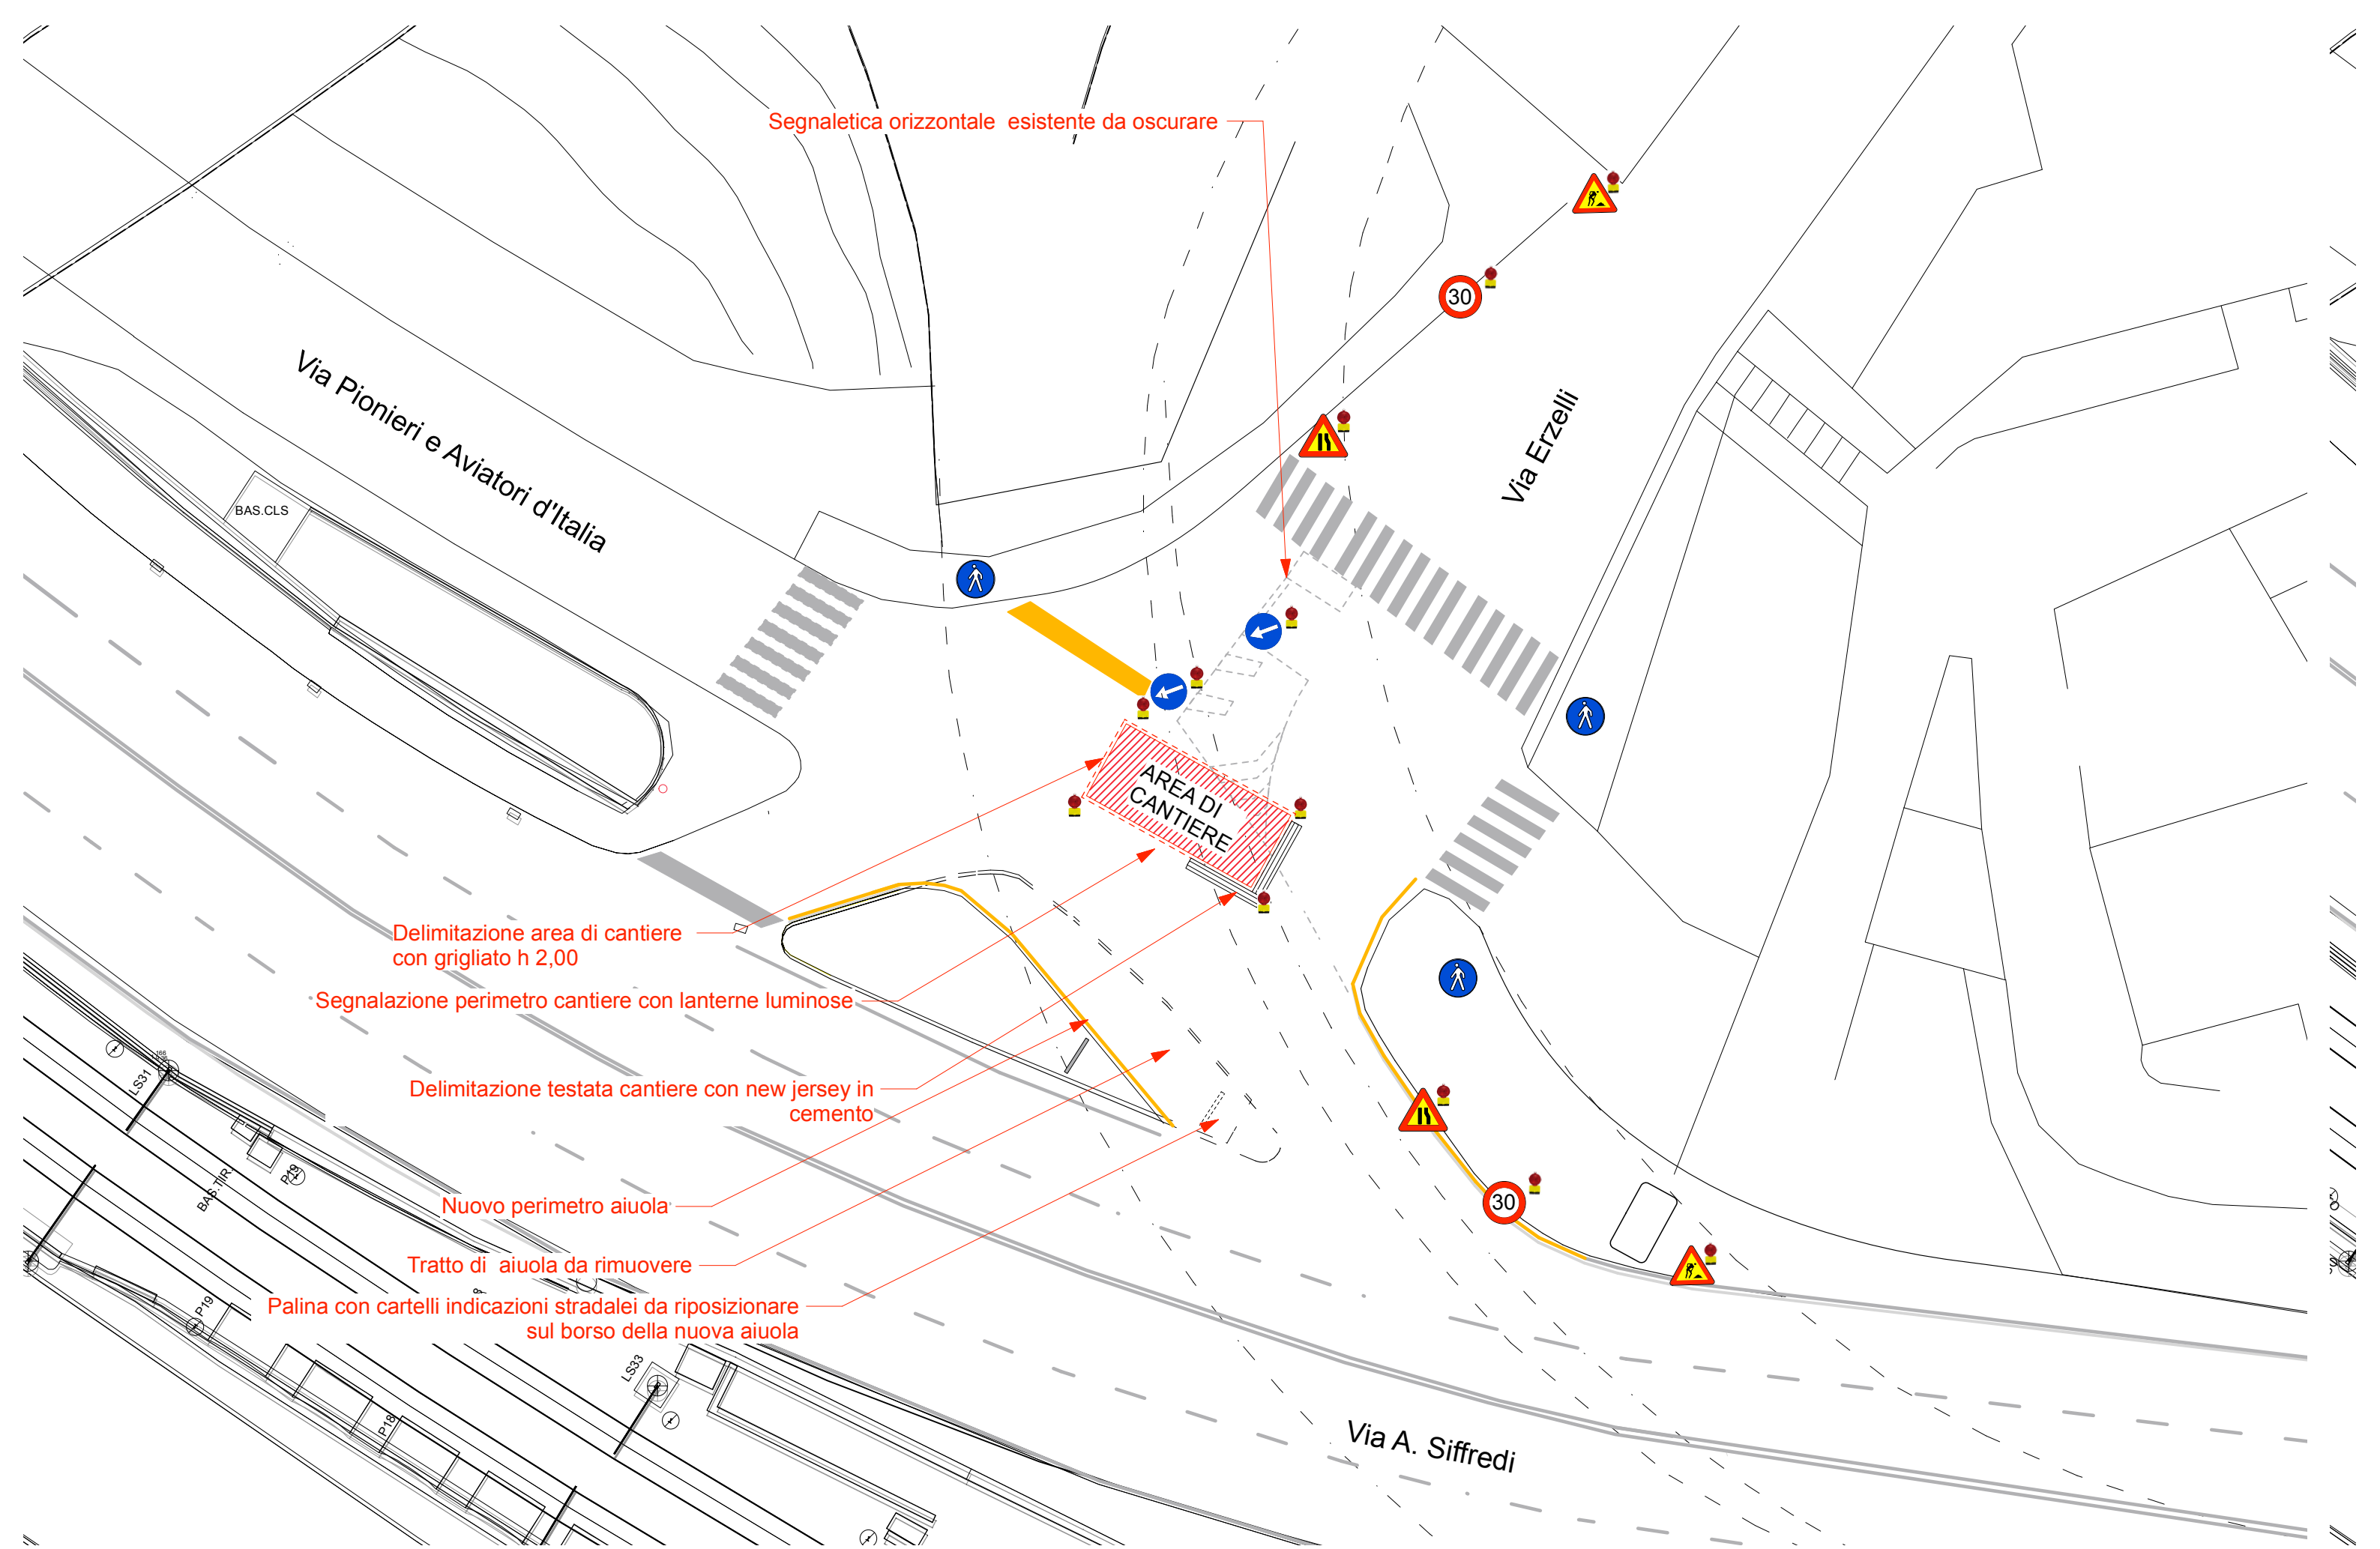 Segnaletica orizzontale  esistente da oscurare
30
Via Pionieri e Aviatori d'Italia
Via Erzelli
BAS.CLS
AREA DI
CANTIERE
Delimitazione area di cantiere
con grigliato h 2,00
Segnalazione perimetro cantiere con lanterne luminose
Delimitazione testata cantiere con new jersey in
cemento
LS31
BAS.TIR
P19
Nuovo perimetro aiuola
30
Tratto di  aiuola da rimuovere
Palina con cartelli indicazioni stradalei da riposizionare
sul borso della nuova aiuola
P19
LS33
P18
Via A. Siffredi